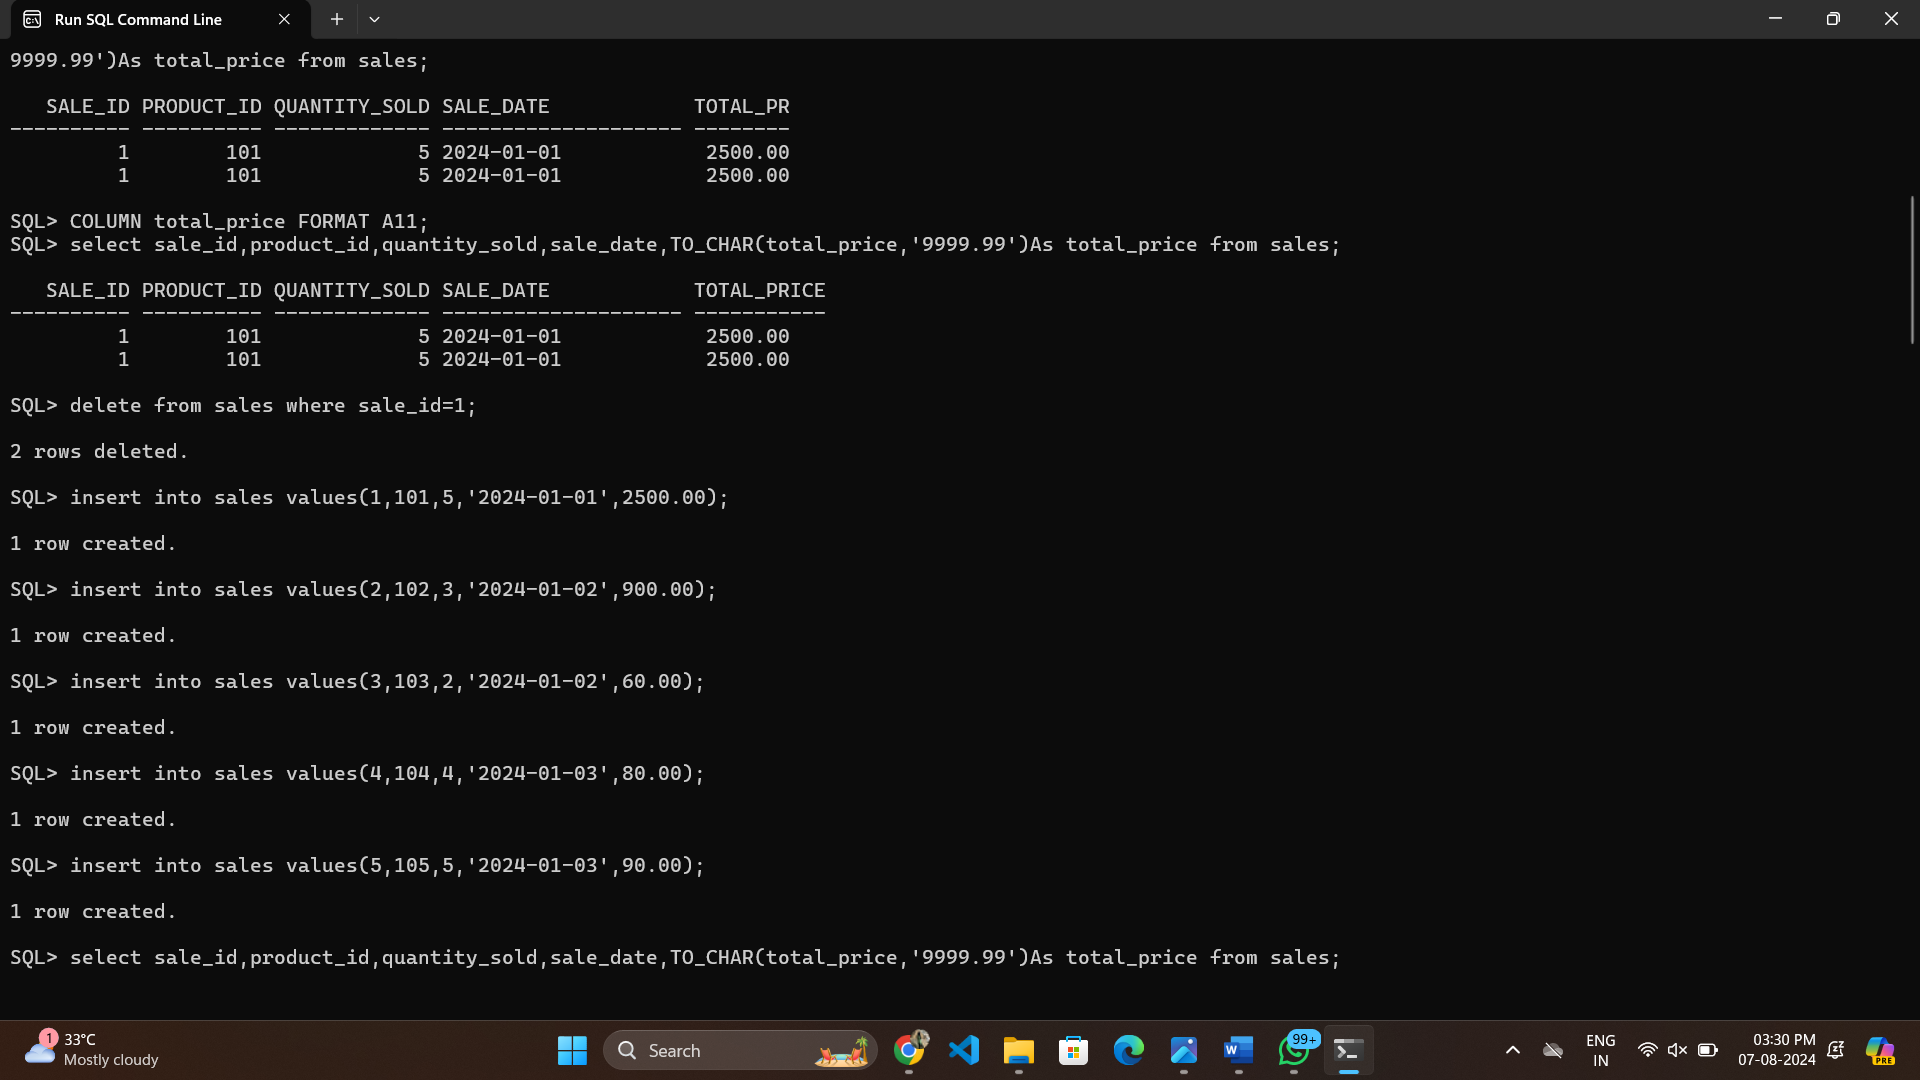 Run SQL Command Line
9999.99')As total_price from sales;
   SALE_ID PRODUCT_ID QUANTITY_SOLD SALE_DATE            TOTAL_PR
---------- ---------- ------------- -------------------- --------
         1        101             5 2024-01-01            2500.00
         1        101             5 2024-01-01            2500.00
SQL> COLUMN total_price FORMAT A11;
SQL> select sale_id,product_id,quantity_sold,sale_date,TO_CHAR(total_price,'9999.99')As total_price from sales;
   SALE_ID PRODUCT_ID QUANTITY_SOLD SALE_DATE            TOTAL_PRICE
---------- ---------- ------------- -------------------- -----------
         1        101             5 2024-01-01            2500.00
         1        101             5 2024-01-01            2500.00
SQL> delete from sales where sale_id=1;
2 rows deleted.
SQL> insert into sales values(1,101,5,'2024-01-01',2500.00);
1 row created.
SQL> insert into sales values(2,102,3,'2024-01-02',900.00);
1 row created.
SQL> insert into sales values(3,103,2,'2024-01-02',60.00);
1 row created.
SQL> insert into sales values(4,104,4,'2024-01-03',80.00);
1 row created.
SQL> insert into sales values(5,105,5,'2024-01-03',90.00);
1 row created.
SQL> select sale_id,product_id,quantity_sold,sale_date,TO_CHAR(total_price,'9999.99')As total_price from sales;
1
33°C
Mostly cloudy
Search
W
99+
ENG
IN
03:30 PM
07-08-2024
PRE